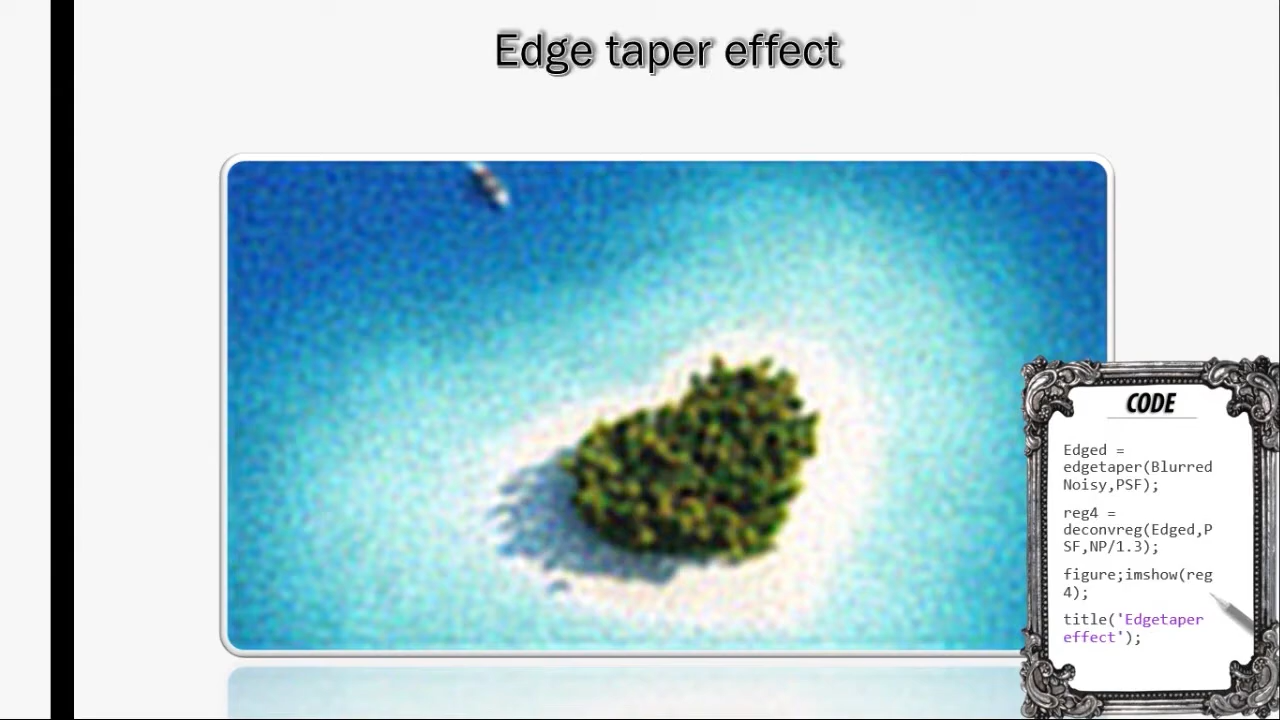 Edge taper effect
CODE
Edged =
edgetaper(Blurred
Noisy,PSF);
reg4 =
deconvreg(Edged,P
SF,NP/1.3);
figure;imshow(reg
4);
title('Edgetaper
effect');